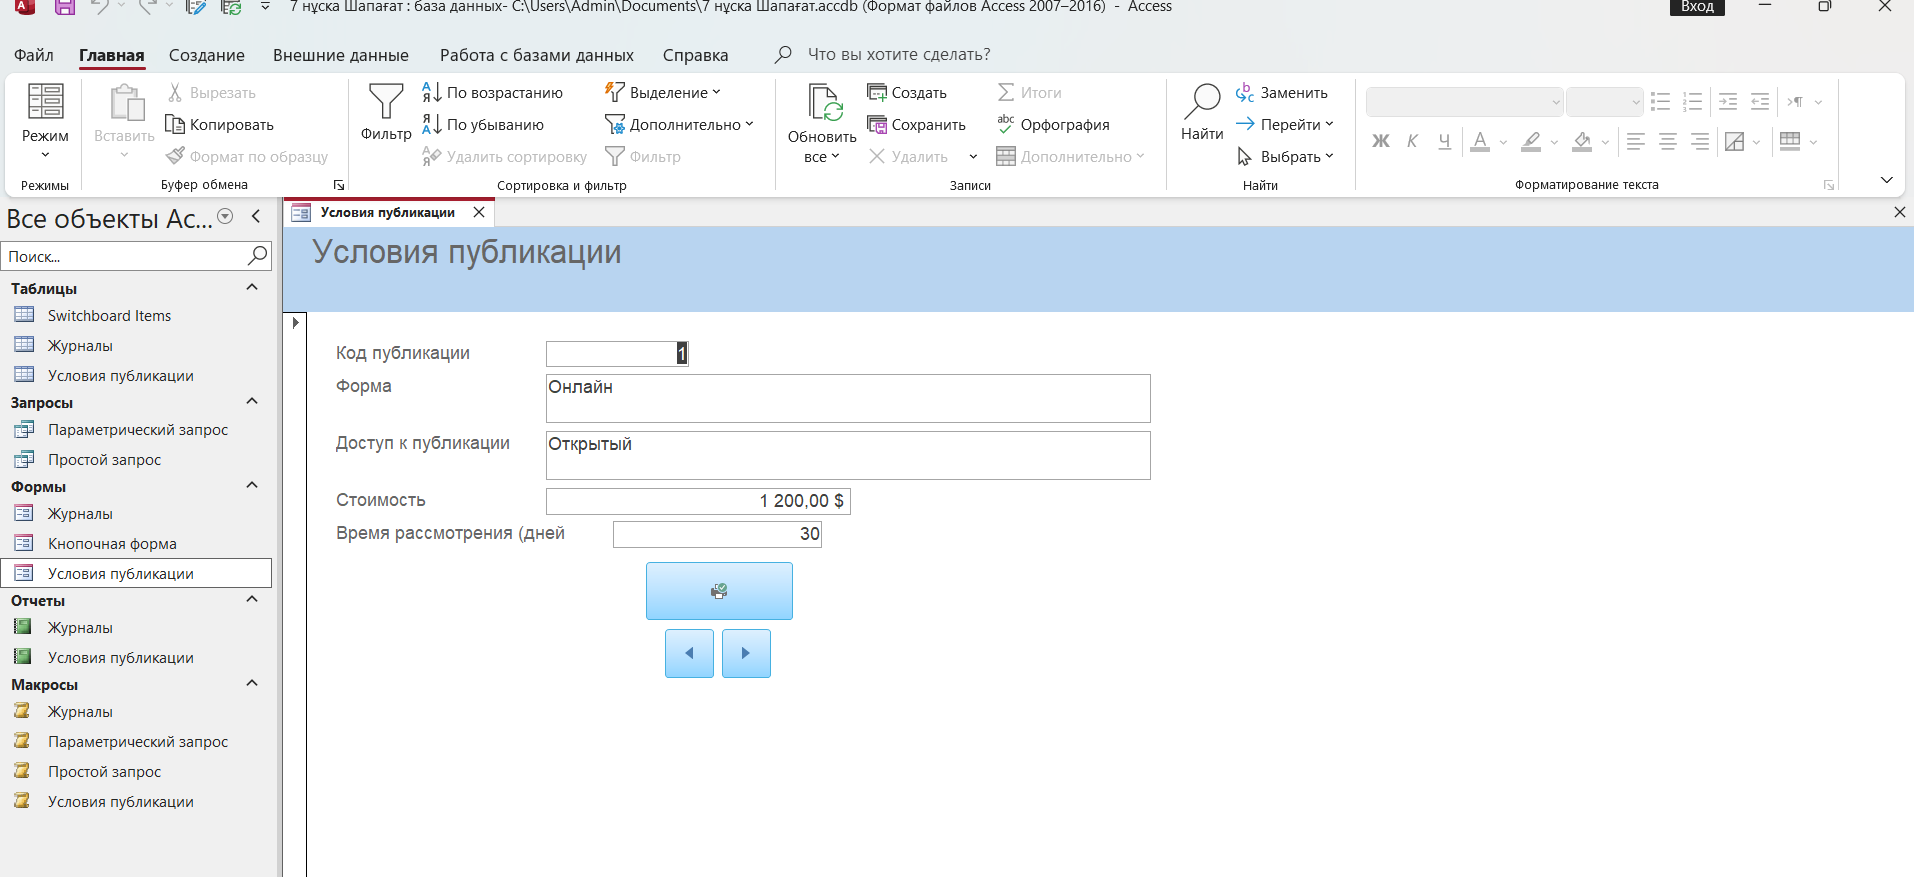 7 нұсқа Шапағат : база данных- C:\Users\Admin\Documents\7 нұсқа Шапағат.accdb (Формат файлов Access 2007–2016) - Access
Вход
Файл Главная Создание Внешние данные Работа с базами данных Справка Что вы хотите сделать?
Режим
Режимы
Вставить
Вырезать
Копировать
Формат по образцу
Буфер обмена
Фильтр
По возрастанию
По убыванию
Удалить сортировку
Выделение
Дополнительно
Фильтр
Сортировка и фильтр
Обновить
все
Создать
Сохранить
Удалить
Итоги
Орфография
Дополнительно
Записи
Найти
Заменить
Перейти
Выбрать
Найти
Ж К Ч
Форматирование текста
Все объекты Ac...
Поиск...
Таблицы
Switchboard Items
Журналы
Условия публикации
Запросы
Параметрический запрос
Простой запрос
Формы
Журналы
Кнопочная форма
Условия публикации
Отчеты
Журналы
Условия публикации
Макросы
Журналы
Параметрический запрос
Простой запрос
Условия публикации
Условия публикации
Условия публикации
Код публикации 1
Форма Онлайн
Доступ к публикации Открытый
Стоимость 1 200,00 $
Время рассмотрения (дней 30